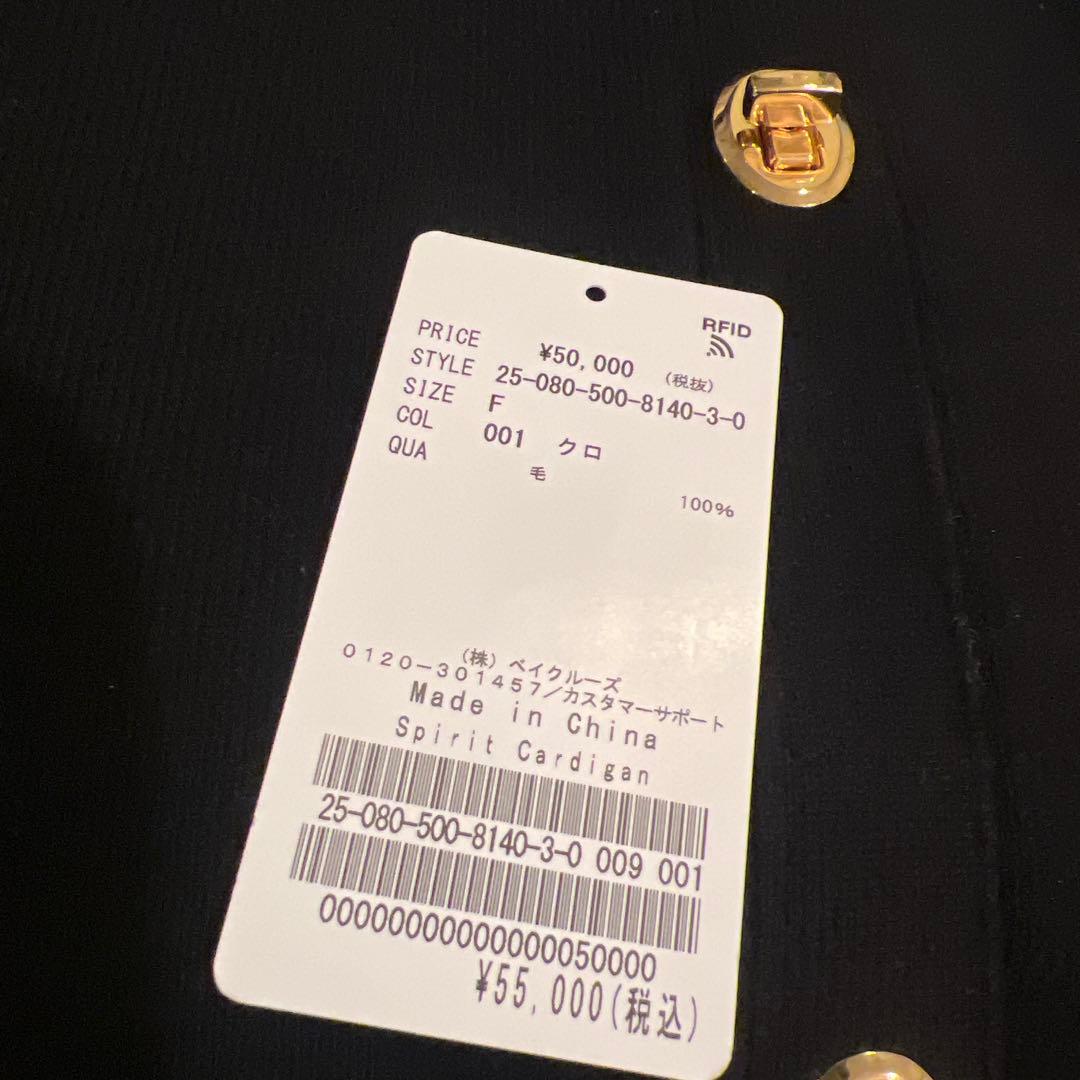 RFID
PRICE ¥50,000 (税抜)
STYLE 25-080-500-8140-3-0
SIZE F
COL 001 クロ
QUA 毛 100%
(株)ベイクルーズ
0120-301457/カスタマーサポート
Made in China
Spirit Cardigan
25-080-500-8140-3-0 009 001
0000000000000050000
¥55,000(税込)